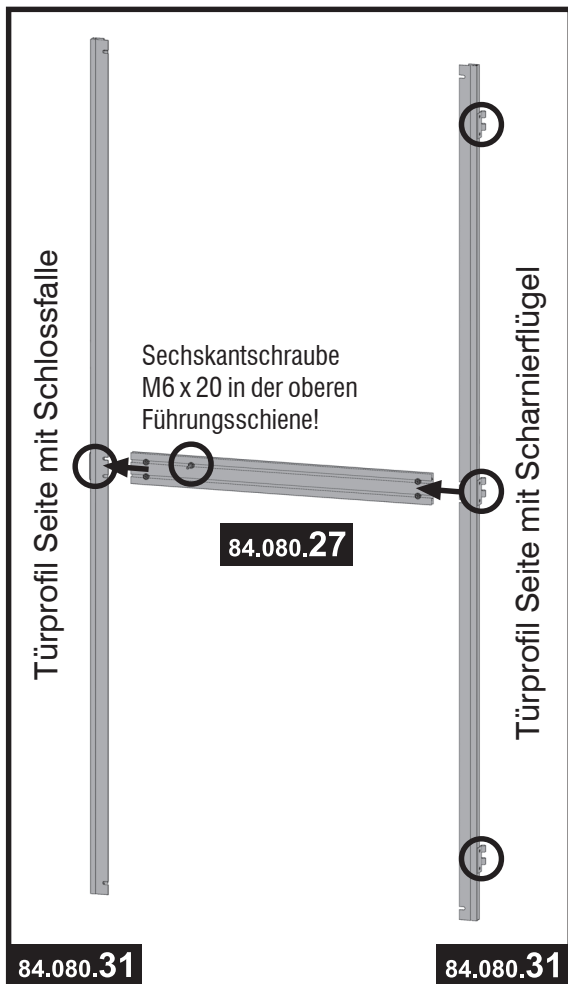 Türprofil Seite mit Schlossfalle
Sechskantschraube
M6 x 20 in der oberen
Führungsschiene!
84.080.27
Türprofil Seite mit Scharnierflügel
84.080.31
84.080.31